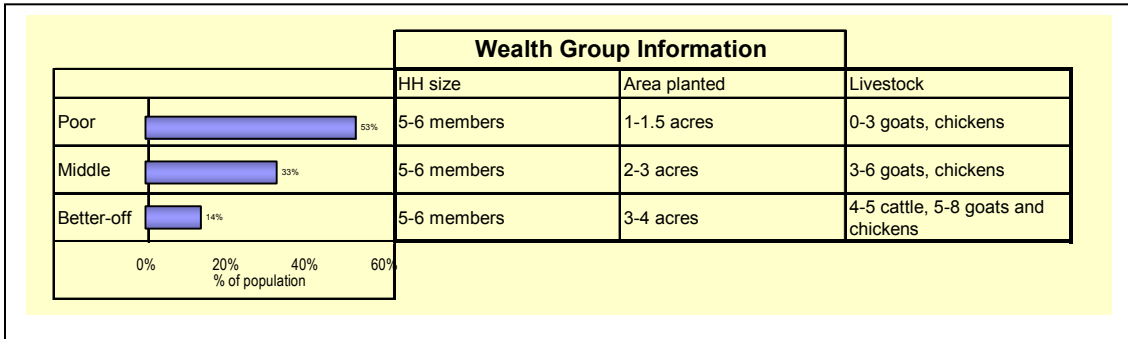 Wealth Group Information
HH size Area planted Livestock
Poor 53% 5-6 members 1-1.5 acres 0-3 goats, chickens
Middle 33% 5-6 members 2-3 acres 3-6 goats, chickens
Better-off 14% 5-6 members 3-4 acres 4-5 cattle, 5-8 goats and
chickens
0% 20% 40% 60%
% of population